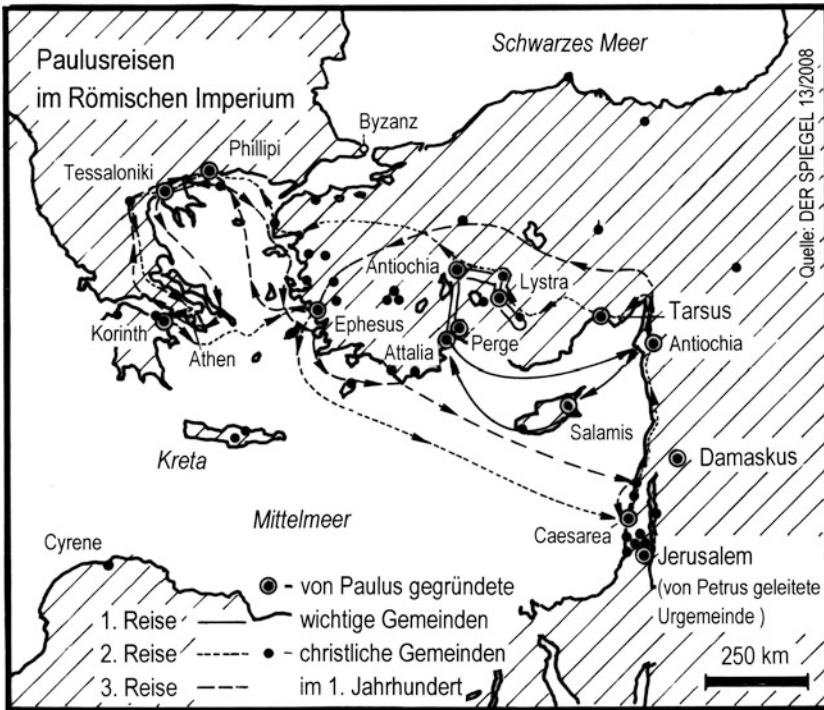 Paulusreisen
im Römischen Imperium
Schwarzes Meer
Quelle: DER SPIEGEL 13/2008
Byzanz
Phillipi
Tessaloniki
Antiochia
Lystra
Tarsus
Korinth
Athen
Ephesus
Attalia
Perge
Antiochia
Salamis
Kreta
Damaskus
Mittelmeer
Caesarea
Cyrene
Jerusalem
(von Petrus geleitete
Urgemeinde )
- von Paulus gegründete
1. Reise wichtige Gemeinden
2. Reise - christliche Gemeinden
3. Reise im 1. Jahrhundert
250 km